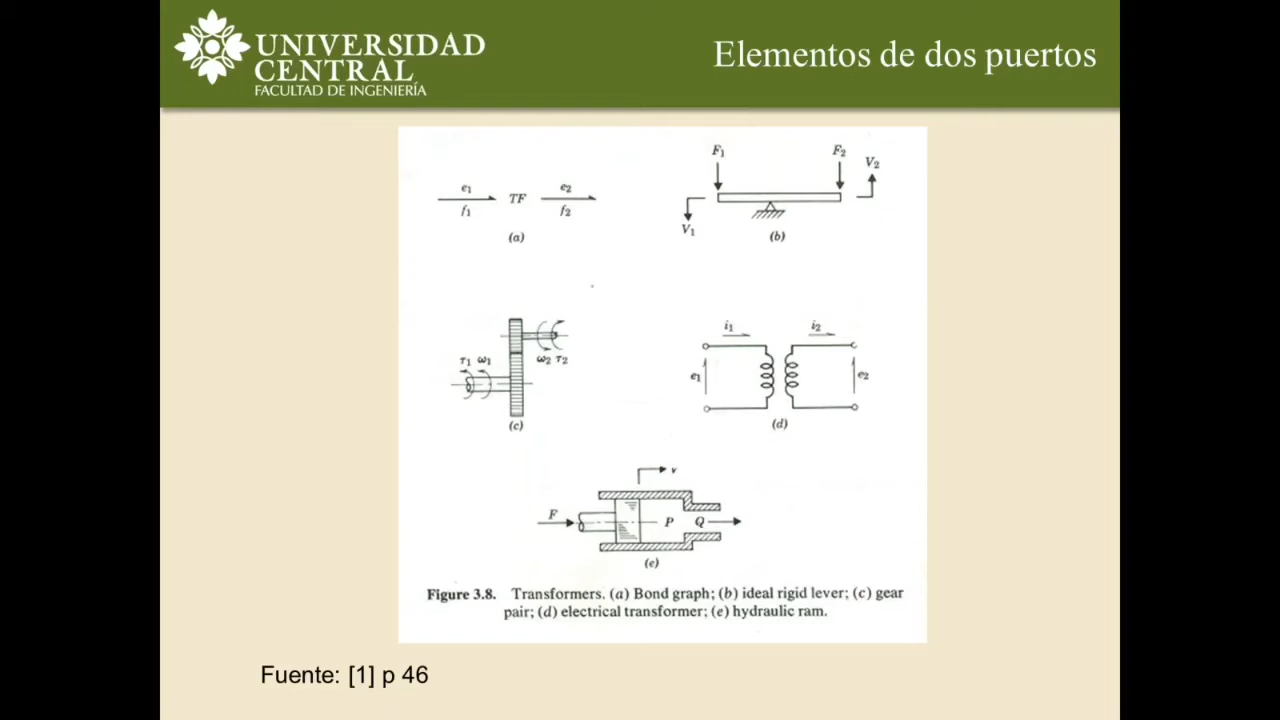 UNIVERSIDAD
CENTRAL
FACULTAD DE INGENIERÍA
Elementos de dos puertos
e1
f1
TF
e2
f2
(a)
F1
F2
V2
V1
(b)
τ1 ω1
ω2 τ2
(c)
i1
i2
e1
e2
(d)
v
F
P
Q
(e)
Figure 3.8. Transformers. (a) Bond graph; (b) ideal rigid lever; (c) gear
pair; (d) electrical transformer; (e) hydraulic ram.
Fuente: [1] p 46